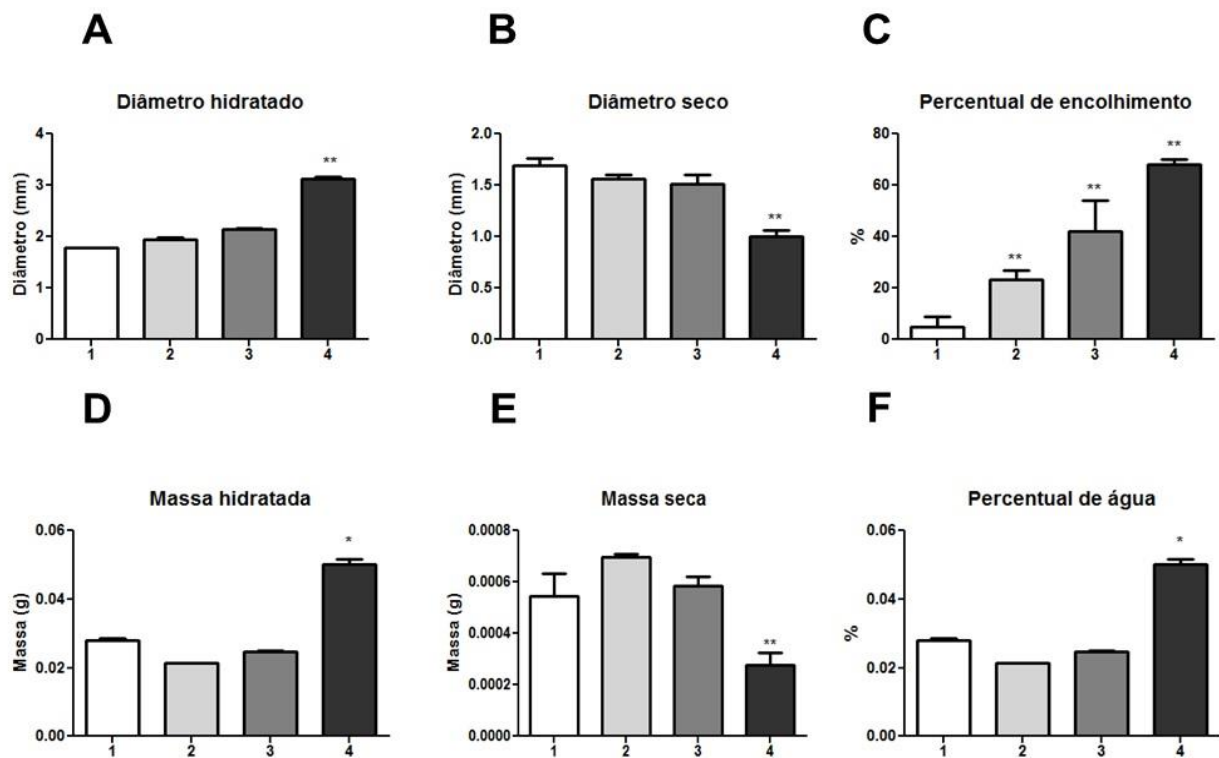 A
Diâmetro hidratado
Diâmetro (mm)
4
3
2
1
0
**
1 2 3 4
B
Diâmetro seco
Diâmetro (mm)
2.0
1.5
1.0
0.5
0.0
**
1 2 3 4
C
Percentual de encolhimento
%
80
60
40
20
0
**
**
**
1 2 3 4
D
Massa hidratada
Massa (g)
0.06
0.04
0.02
0.00
*
1 2 3 4
E
Massa seca
Massa (g)
0.0008
0.0006
0.0004
0.0002
0.0000
**
1 2 3 4
F
Percentual de água
%
0.06
0.04
0.02
0.00
*
1 2 3 4